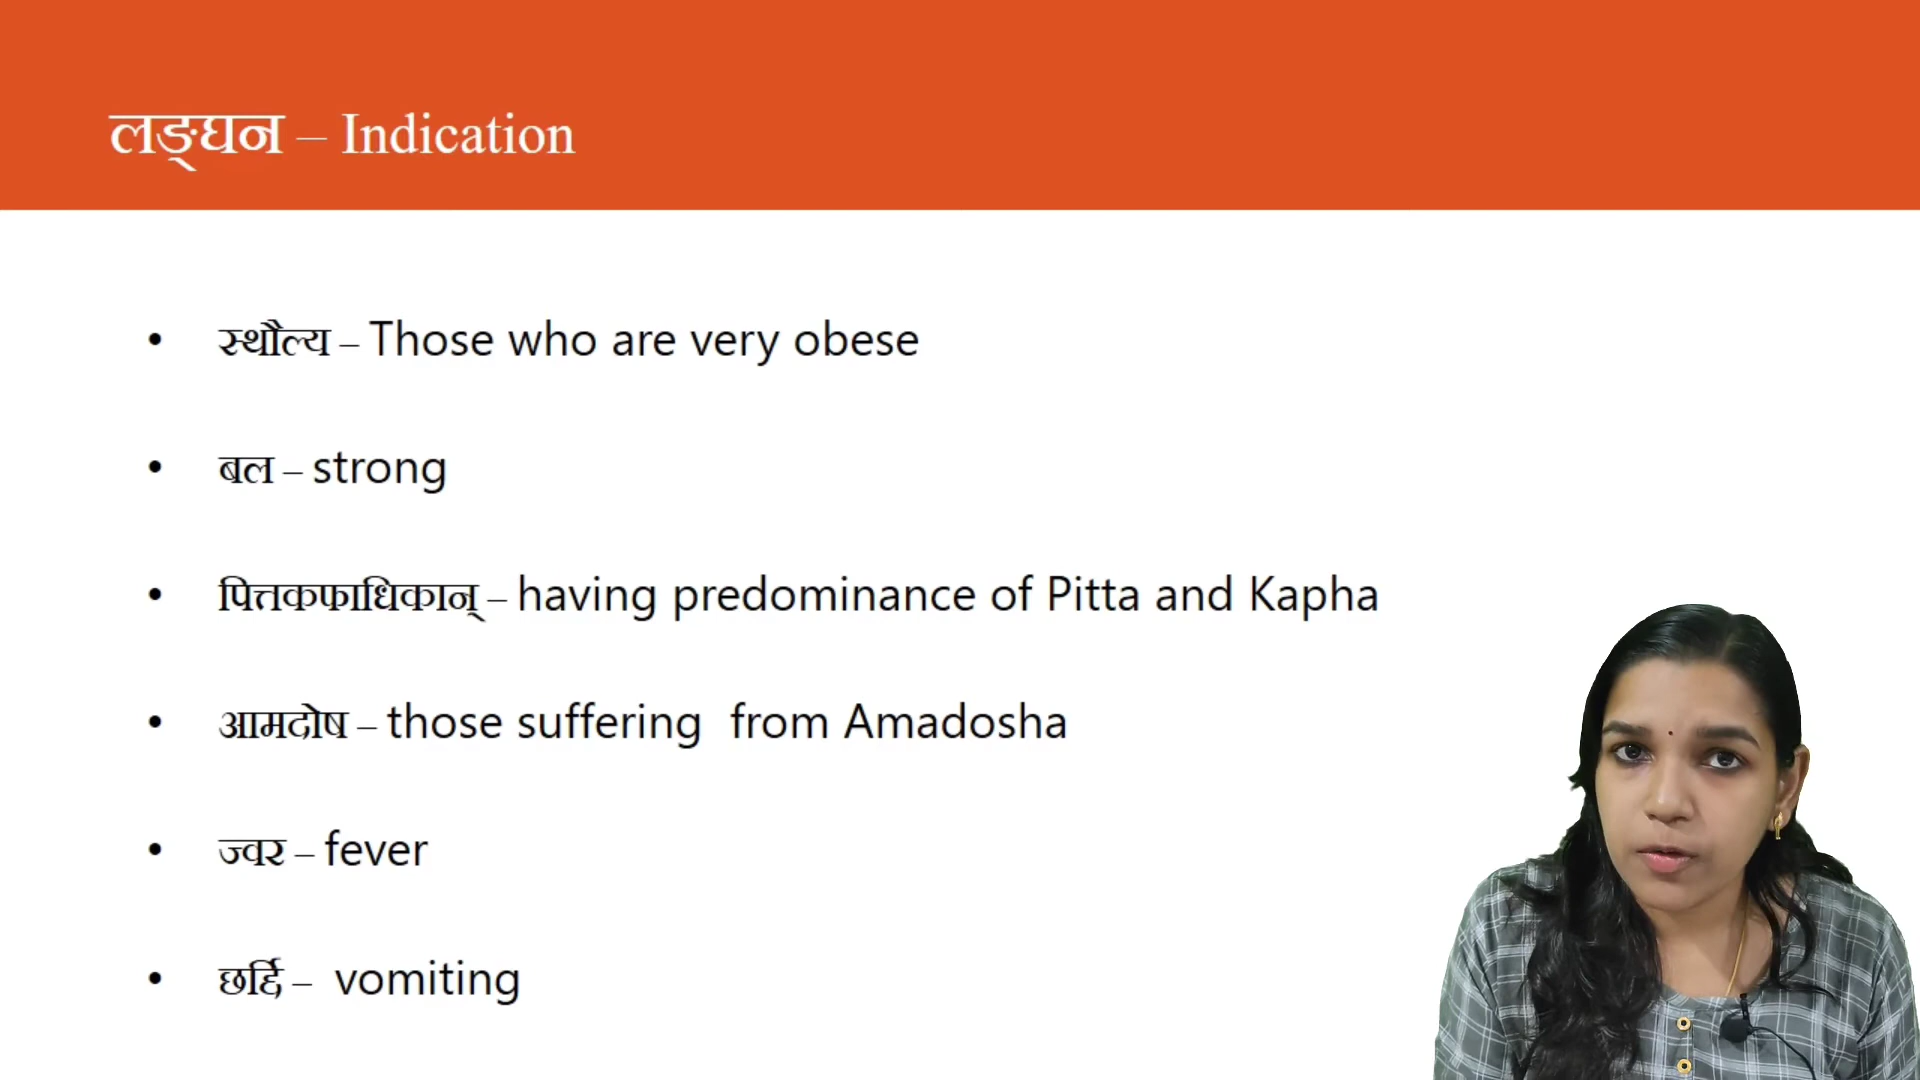 लङ्घन – Indication
• स्थौल्य – Those who are very obese
• बल – strong
• पित्तकफाधिकान् – having predominance of Pitta and Kapha
• आमदोष – those suffering from Amadosha
• ज्वर – fever
• छर्द्दि – vomiting